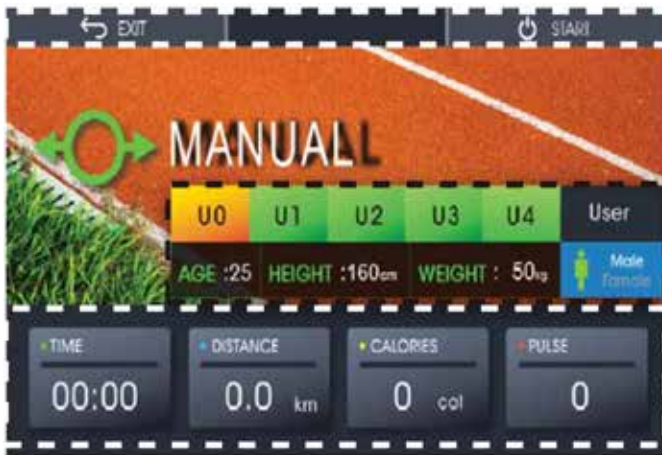 EXIT START
MANUAL
U0 U1 U2 U3 U4 User
AGE :25 HEIGHT :160cm WEIGHT : 50kg Male
Female
TIME DISTANCE CALORIES PULSE
00:00 0.0 km 0 cal 0